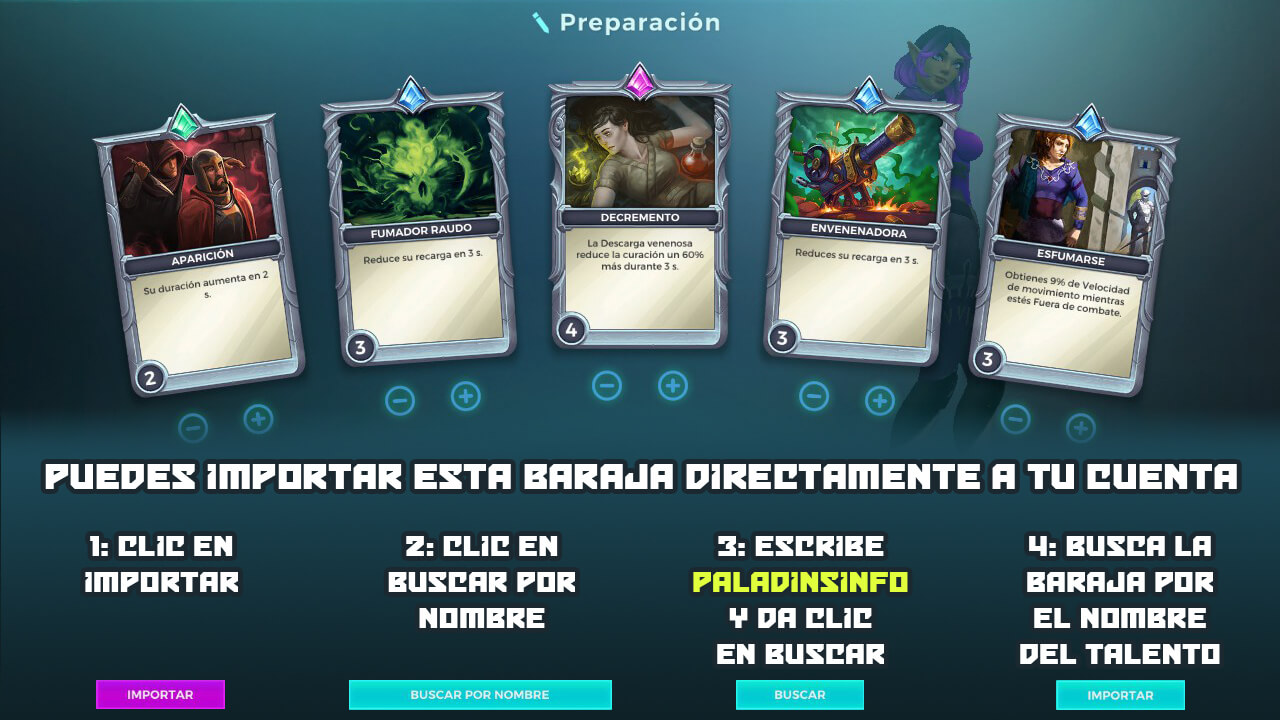 Preparación
APARICIÓN
Su duración aumenta en 2
s.
2
FUMADOR RAUDO
Reduce su recarga en 3 s.
3
DECREMENTO
La Descarga venenosa
reduce la curación un 60%
más durante 3 s.
4
ENVENENADORA
Reduces su recarga en 3 s.
3
ESFUMARSE
Obtienes 9% de Velocidad
de movimiento mientras
estés Fuera de combate.
3
PUEDES IMPORTAR ESTA BARAJA DIRECTAMENTE A TU CUENTA
1: CLIC EN
IMPORTAR
2: CLIC EN
BUSCAR POR
NOMBRE
3: ESCRIBE
PALADINSINFO
Y DA CLIC
EN BUSCAR
4: BUSCA LA
BARAJA POR
EL NOMBRE
DEL TALENTO
IMPORTAR
BUSCAR POR NOMBRE
BUSCAR
IMPORTAR